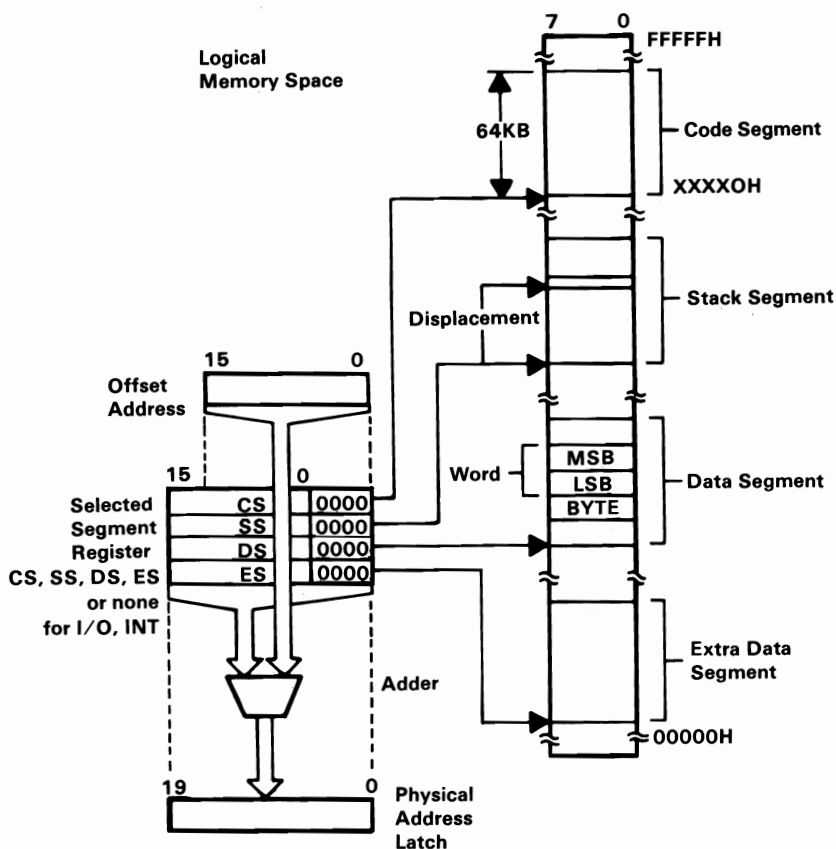 7 0
FFFFFH
Logical
Memory Space
64KB
Code Segment
XXXXOH
Stack Segment
Displacement
15 0
Offset
Address
15 0
Word
MSB
LSB
BYTE
Data Segment
Selected
Segment
Register
CS, SS, DS, ES
or none
for I/O, INT
CS 0000
SS 0000
DS 0000
ES 0000
Extra Data
Segment
Adder
00000H
19 0
Physical
Address
Latch